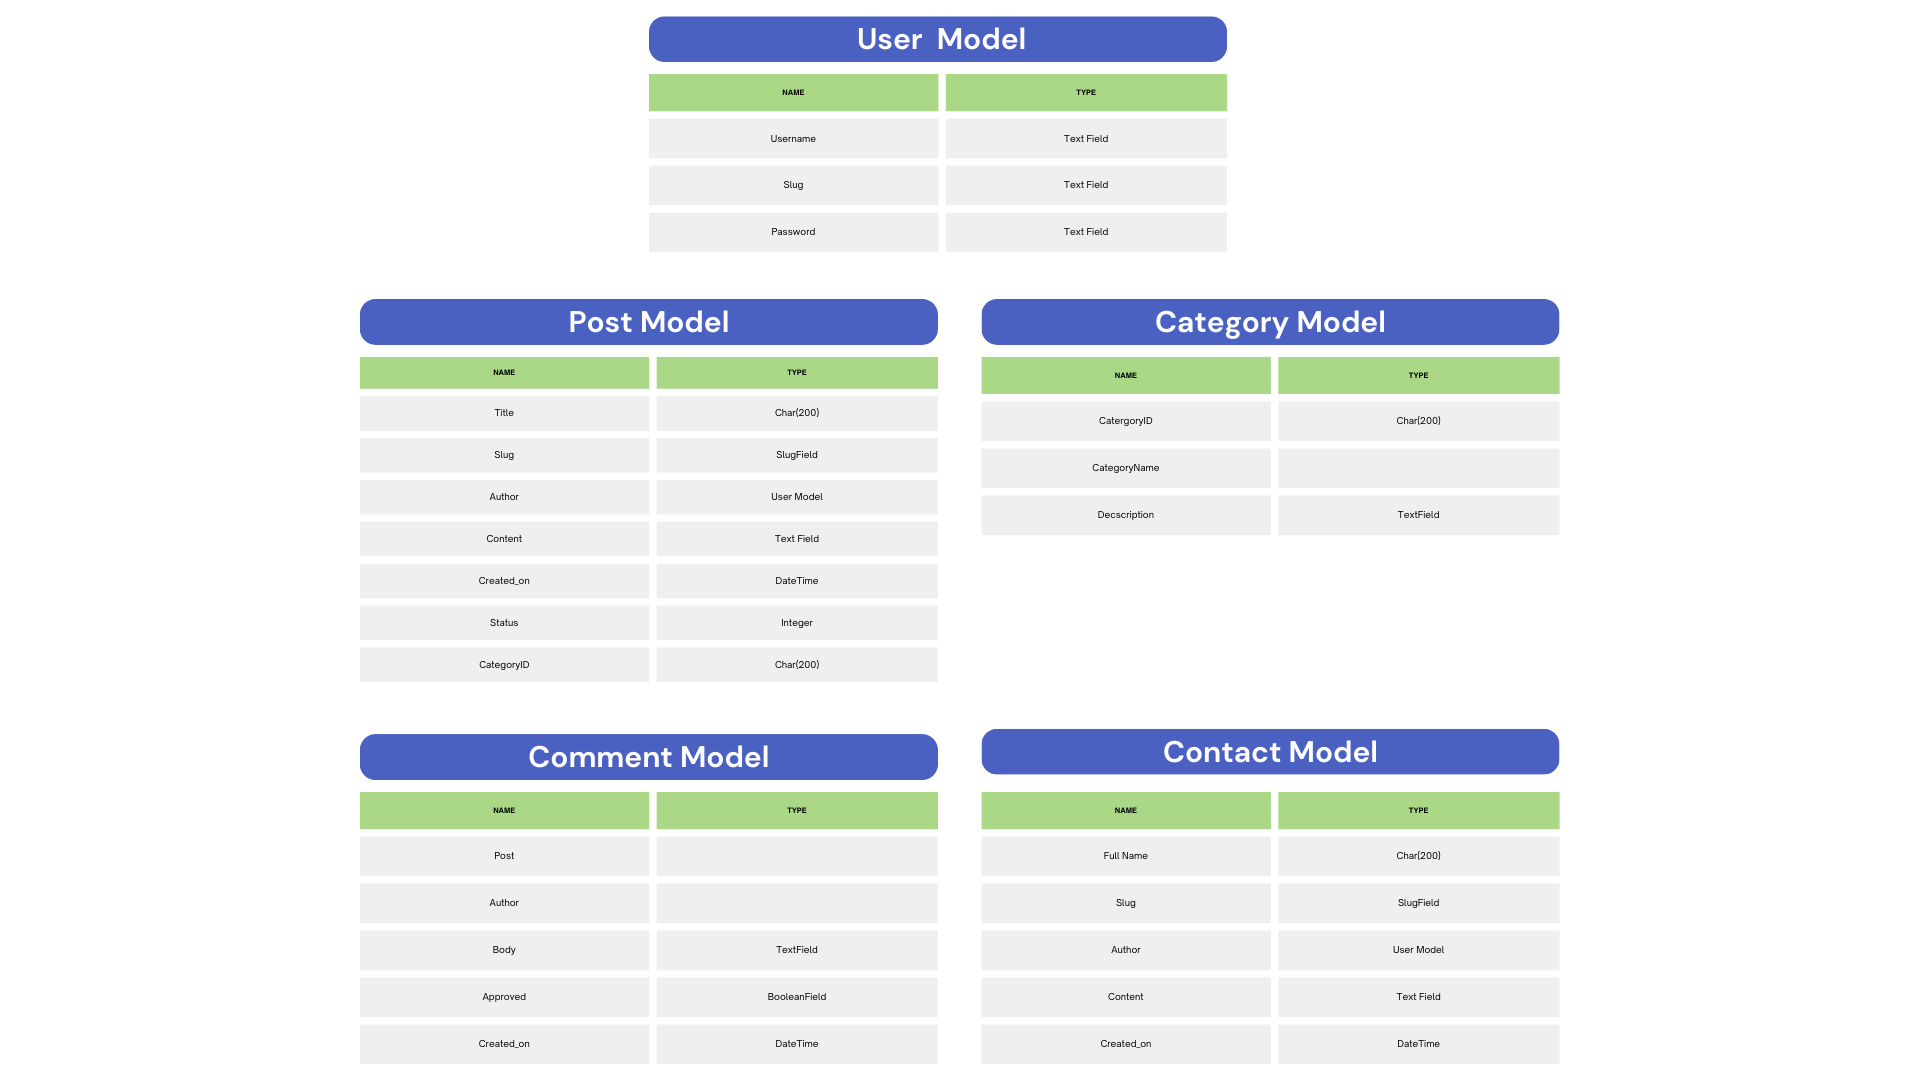 User Model
NAME TYPE
Username Text Field
Slug Text Field
Password Text Field
Post Model
NAME TYPE
Title Char(200)
Slug SlugField
Author User Model
Content Text Field
Created_on DateTime
Status Integer
CategoryID Char(200)
Category Model
NAME TYPE
CatergoryID Char(200)
CategoryName
Decscription TextField
Comment Model
NAME TYPE
Post
Author
Body TextField
Approved BooleanField
Created_on DateTime
Contact Model
NAME TYPE
Full Name Char(200)
Slug SlugField
Author User Model
Content Text Field
Created_on DateTime